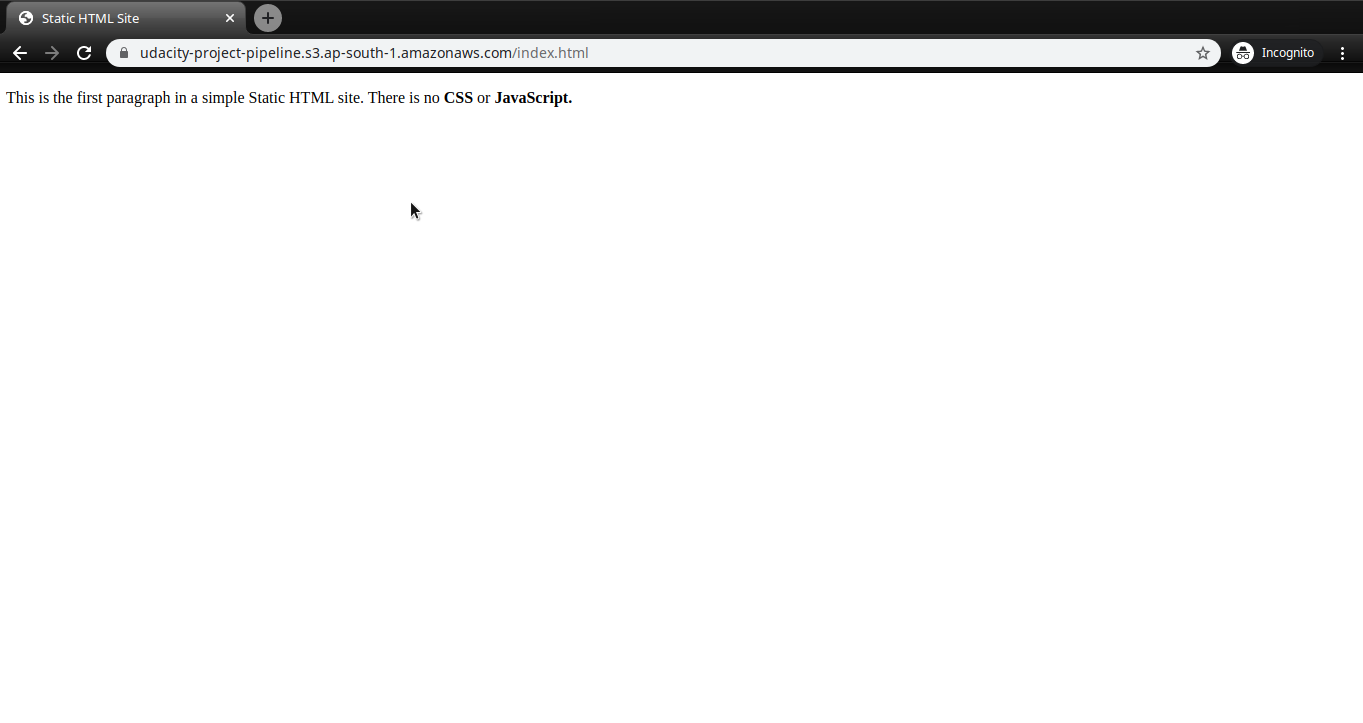 Static HTML Site
udacity-project-pipeline.s3.ap-south-1.amazonaws.com/index.html
Incognito
This is the first paragraph in a simple Static HTML site. There is no CSS or JavaScript.